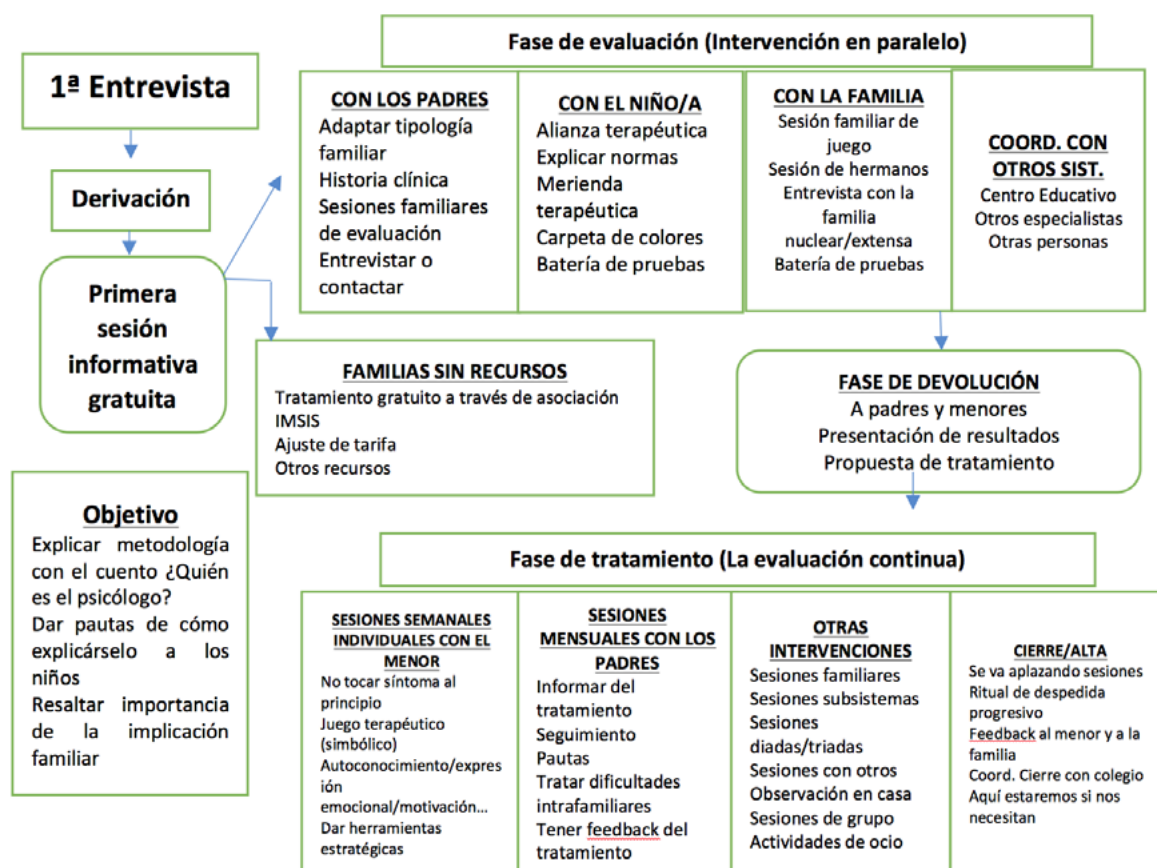 1ª Entrevista
Derivación
Primera
sesión
informativa
gratuita
Objetivo
Explicar metodología
con el cuento ¿Quién
es el psicólogo?
Dar pautas de cómo
explicárselo a los
niños
Resaltar importancia
de la implicación
familiar
Fase de evaluación (Intervención en paralelo)
CON LOS PADRES
Adaptar tipología
familiar
Historia clínica
Sesiones familiares
de evaluación
Entrevistar o
contactar
CON EL NIÑO/A
Alianza terapéutica
Explicar normas
Merienda
terapéutica
Carpeta de colores
Batería de pruebas
CON LA FAMILIA
Sesión familiar de
juego
Sesión de hermanos
Entrevista con la
familia
nuclear/extensa
Batería de pruebas
COORD. CON
OTROS SIST.
Centro Educativo
Otros especialistas
Otras personas
FAMILIAS SIN RECURSOS
Tratamiento gratuito a través de asociación
IMSIS
Ajuste de tarifa
Otros recursos
FASE DE DEVOLUCIÓN
A padres y menores
Presentación de resultados
Propuesta de tratamiento
Fase de tratamiento (La evaluación continua)
SESIONES SEMANALES
INDIVIDUALES CON EL
MENOR
No tocar síntoma al
principio
Juego terapéutico
(simbólico)
Autoconocimiento/expre
sión
emocional/motivación...
Dar herramientas
estratégicas
SESIONES
MENSUALES CON LOS
PADRES
Informar del
tratamiento
Seguimiento
Pautas
Tratar dificultades
intrafamiliares
Tener feedback del
tratamiento
OTRAS
INTERVENCIONES
Sesiones familiares
Sesiones subsistemas
Sesiones
diadas/triadas
Sesiones con otros
Observación en casa
Sesiones de grupo
Actividades de ocio
CIERRE/ALTA
Se va aplazando sesiones
Ritual de despedida
progresivo
Feedback al menor y a la
familia
Coord. Cierre con colegio
Aquí estaremos si nos
necesitan